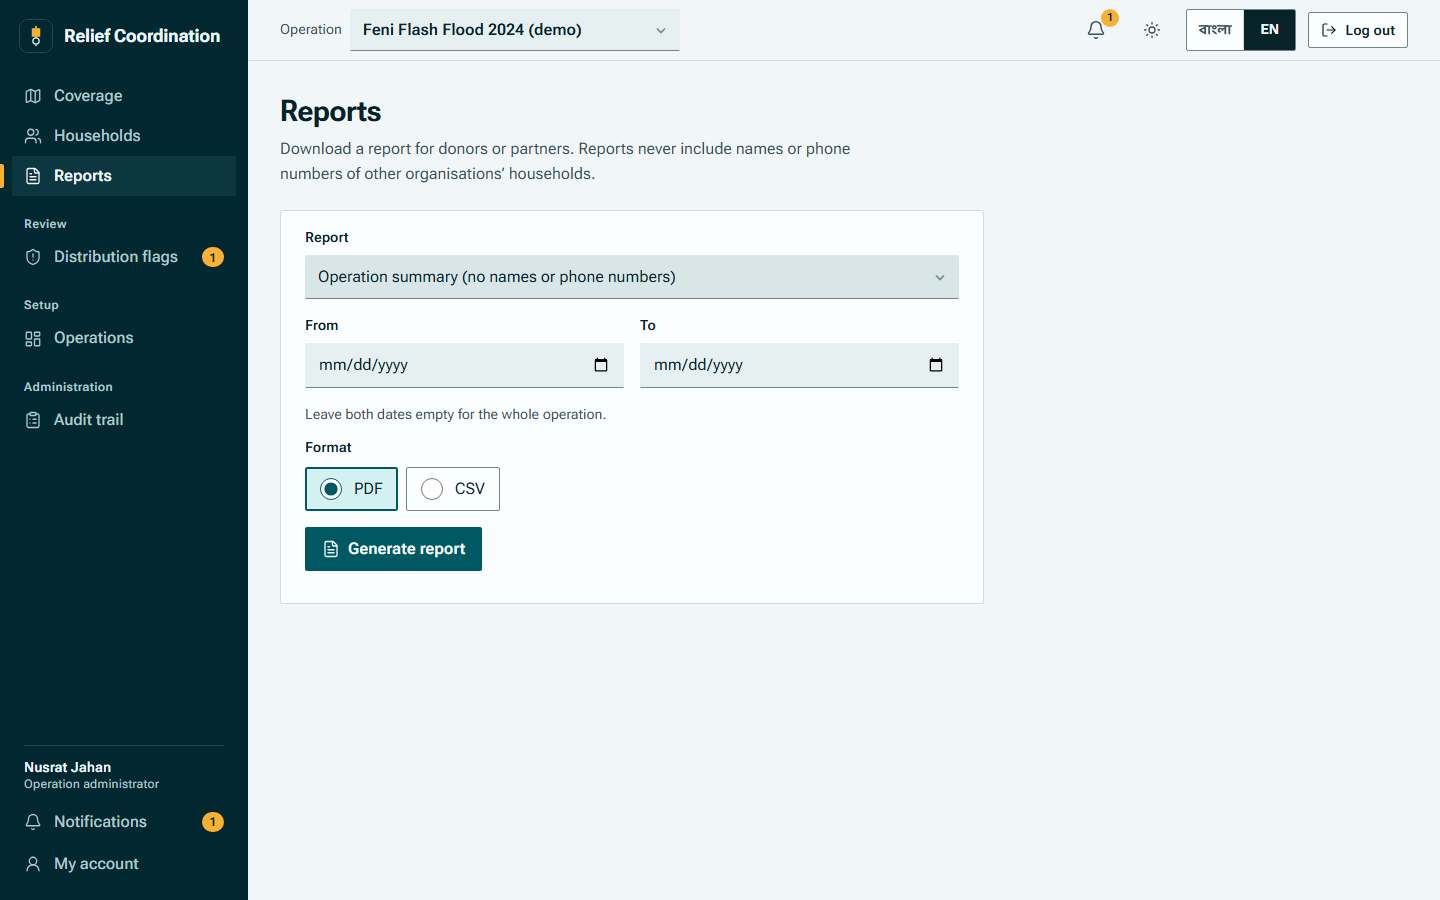 Relief Coordination
Coverage
Households
Reports
Review
Distribution flags 1
Setup
Operations
Administration
Audit trail
Nusrat Jahan
Operation administrator
Notifications 1
My account
Operation Feni Flash Flood 2024 (demo) 1 বাংলা EN Log out
Reports
Download a report for donors or partners. Reports never include names or phone
numbers of other organisations’ households.
Report
Operation summary (no names or phone numbers)
From To
mm/dd/yyyy mm/dd/yyyy
Leave both dates empty for the whole operation.
Format
PDF CSV
Generate report